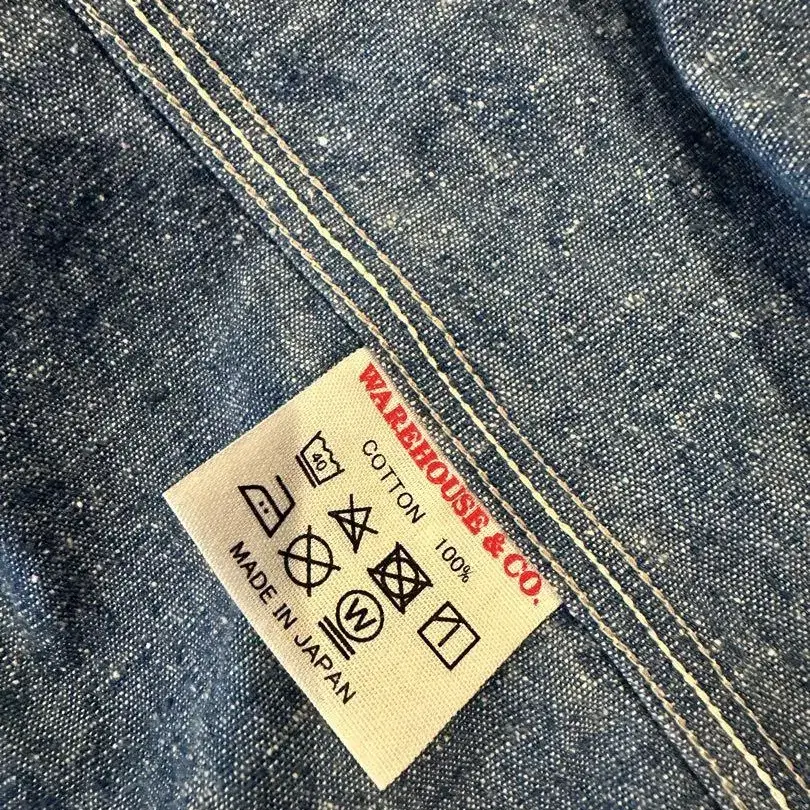 WAREHOUSE & CO.
COTTON 100%
40
W
MADE IN JAPAN